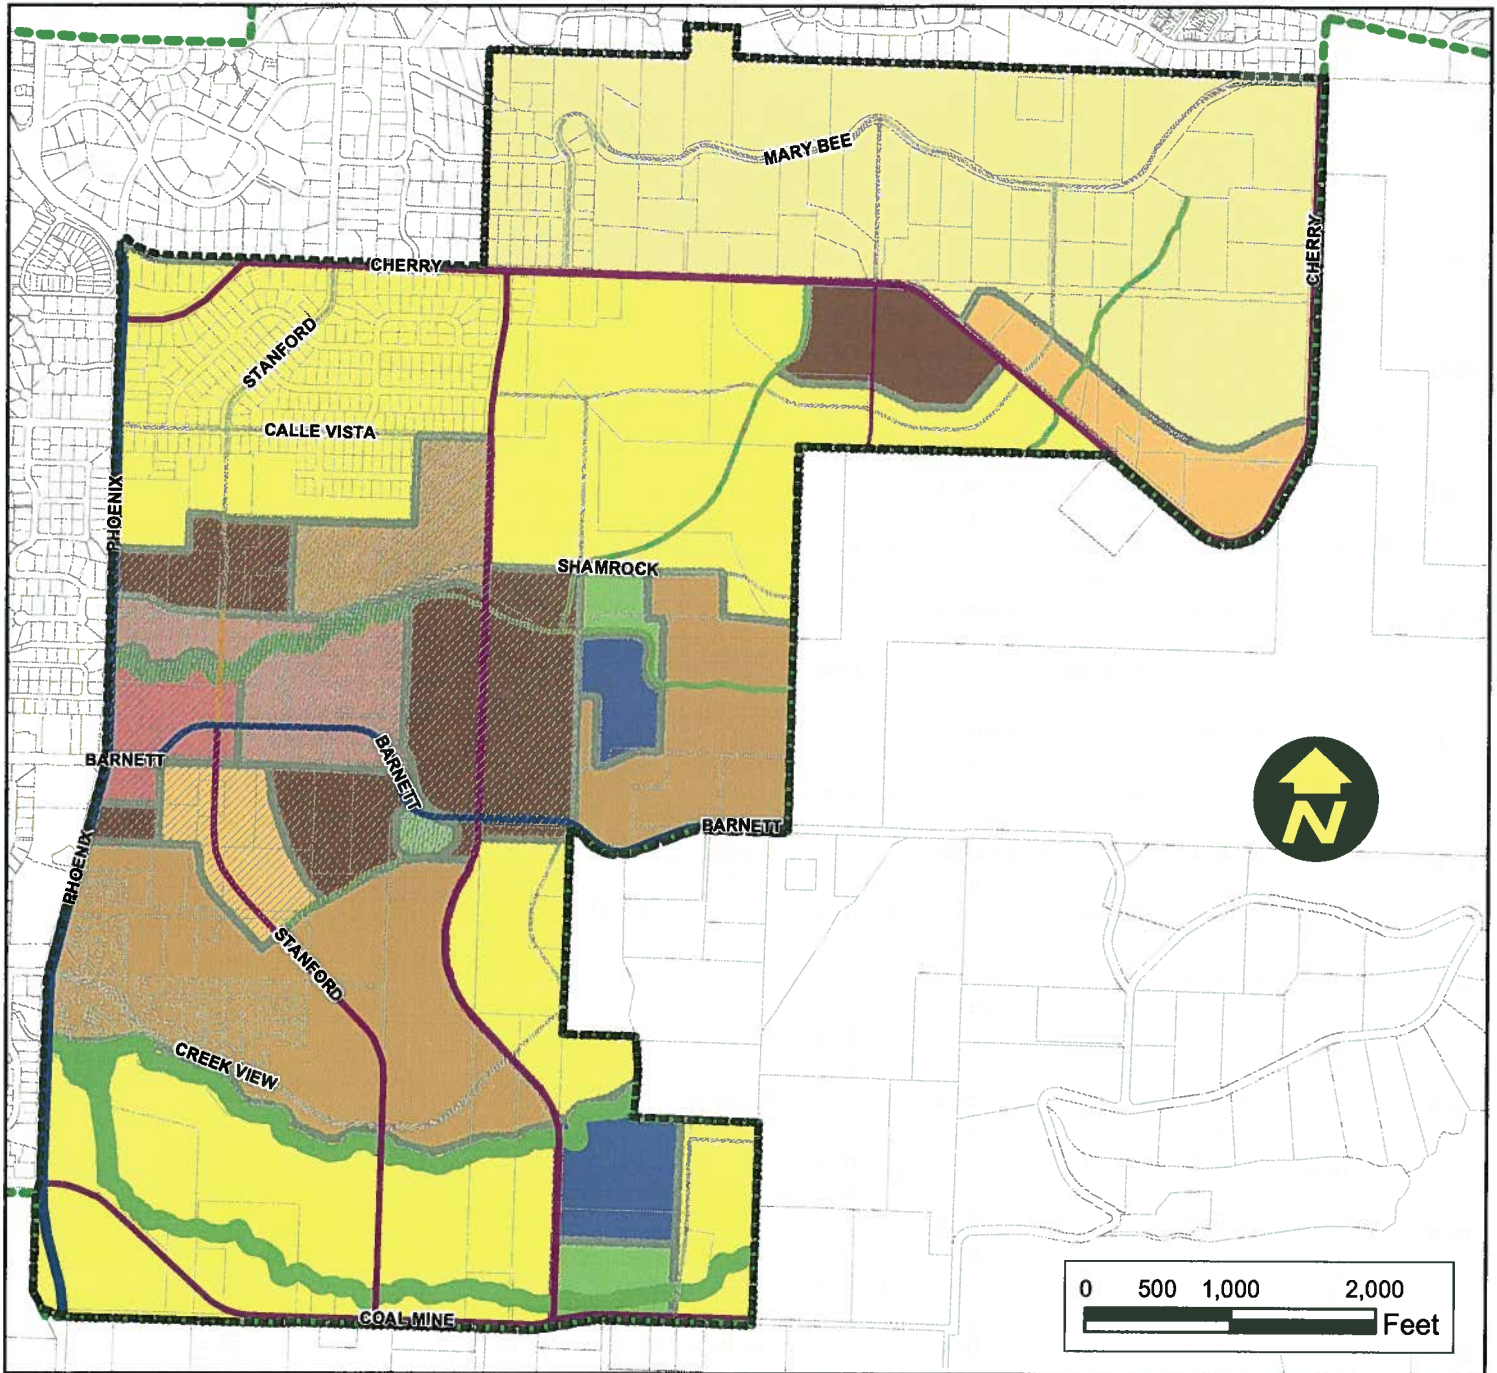 MARY BEE
CHERRY
CHERRY
STANFORD
CALLE VISTA
PHOENIX
SHAMROCK
BARNETT
BARNETT
BARNETT
PHOENIX
STANFORD
CREEK VIEW
COAL MINE
N
0 500 1,000 2,000
Feet